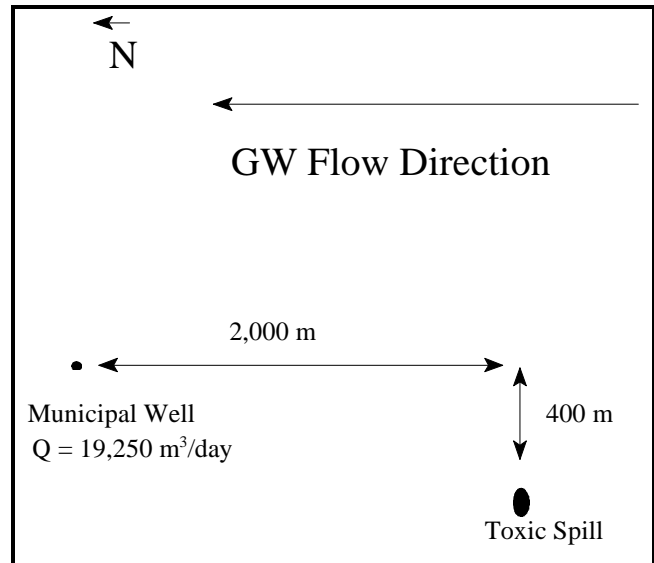 N
GW Flow Direction
2,000 m
400 m
Municipal Well
Q = 19,250 m³/day
Toxic Spill